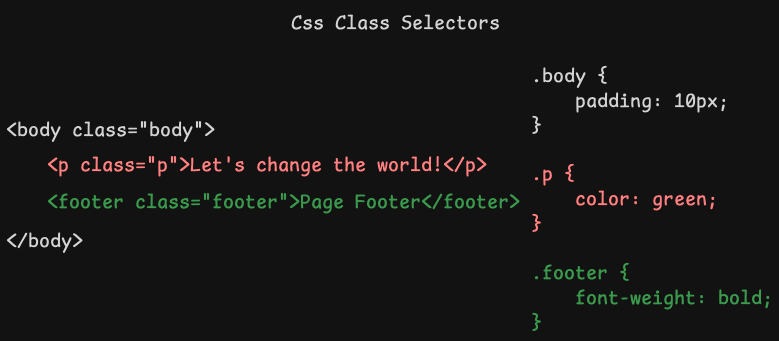 Css Class Selectors
<body class="body">
<p class="p">Let's change the world!</p>
<footer class="footer">Page Footer</footer>
</body>
.body {
padding: 10px;
}
.p {
color: green;
}
.footer {
font-weight: bold;
}